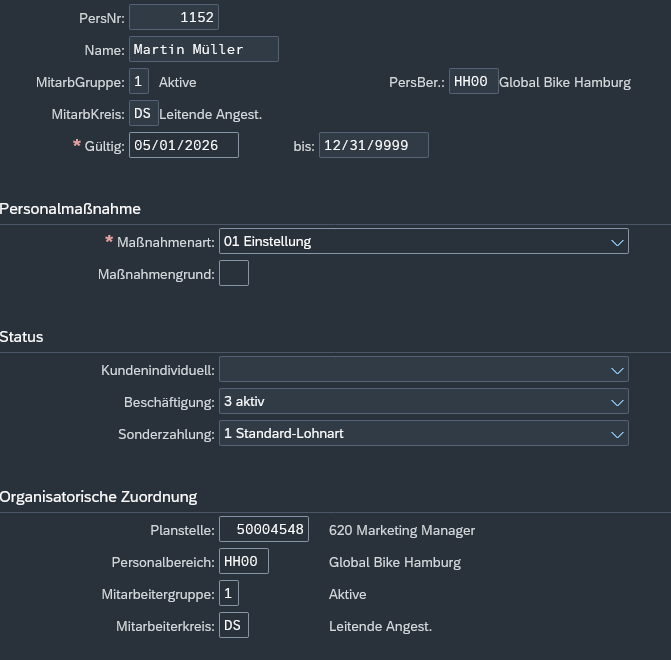 PersNr: 1152
Name: Martin Müller
MitarbGruppe: 1 Aktive PersBer.: HH00 Global Bike Hamburg
MitarbKreis: DS Leitende Angest.
* Gültig: 05/01/2026 bis: 12/31/9999
Personalmaßnahme
* Maßnahmenart: 01 Einstellung
Maßnahmengrund:
Status
Kundenindividuell:
Beschäftigung: 3 aktiv
Sonderzahlung: 1 Standard-Lohnart
Organisatorische Zuordnung
Planstelle: 50004548 620 Marketing Manager
Personalbereich: HH00 Global Bike Hamburg
Mitarbeitergruppe: 1 Aktive
Mitarbeiterkreis: DS Leitende Angest.